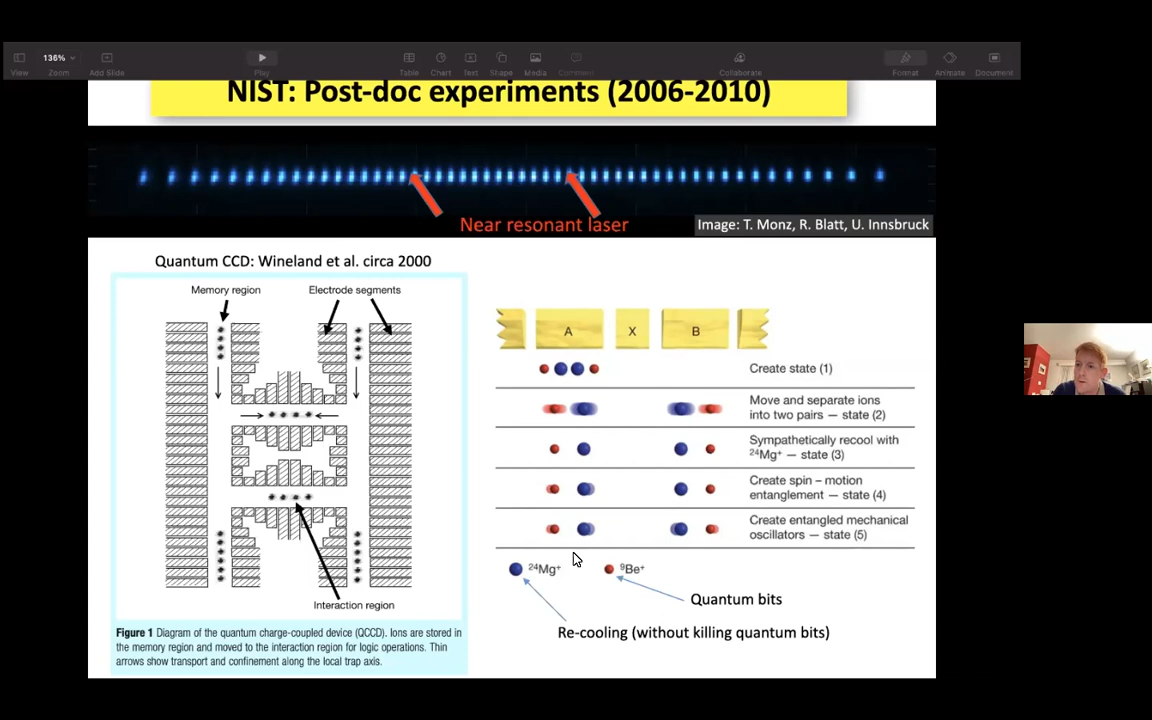 136%
View
Zoom
Add Slide
Play
Table
Chart
Text
Shape
Media
Comment
Collaborate
Format
Animate
Document
NIST: Post-doc experiments (2006-2010)
Near resonant laser
Image: T. Monz, R. Blatt, U. Innsbruck
Quantum CCD: Wineland et al. circa 2000
Memory region
Electrode segments
Interaction region
Figure 1 Diagram of the quantum charge-coupled device (QCCD). Ions are stored in
the memory region and moved to the interaction region for logic operations. Thin
arrows show transport and confinement along the local trap axis.
A
X
B
Create state (1)
Move and separate ions
into two pairs — state (2)
Sympathetically recool with
²⁴Mg⁺ — state (3)
Create spin – motion
entanglement — state (4)
Create entangled mechanical
oscillators — state (5)
²⁴Mg⁺
⁹Be⁺
Quantum bits
Re-cooling (without killing quantum bits)